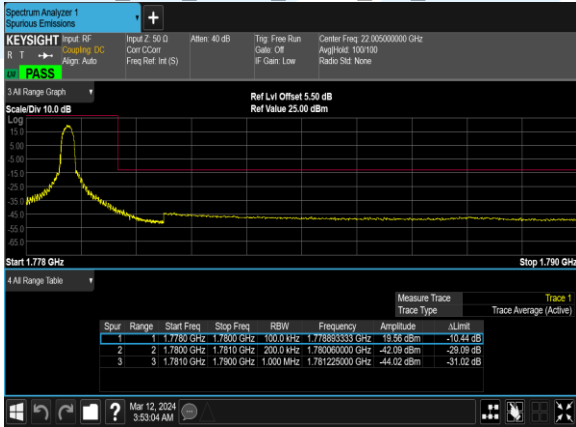 Spectrum Analyzer 1
Spurious Emissions
+
KEYSIGHT Input: RF Input Z: 50 Ω Atten: 40 dB Trig: Free Run Center Freq: 22.005000000 GHz
R T Coupling: DC Corr CCorr Gate: Off Avg|Hold: 100/100
Align: Auto Freq Ref: Int (S) IF Gain: Low Radio Std: None
PASS
3 All Range Graph
Ref Lvl Offset 5.50 dB
Scale/Div 10.0 dB Ref Value 25.00 dBm
Log
15.0
5.00
-5.00
-15.0
-25.0
-35.0
-45.0
-55.0
-65.0
Start 1.778 GHz Stop 1.790 GHz
4 All Range Table
Measure Trace Trace 1
Trace Type Trace Average (Active)
Spur Range Start Freq Stop Freq RBW Frequency Amplitude ΔLimit
1 1 1.7780 GHz 1.7800 GHz 100.0 kHz 1.778893333 GHz 19.56 dBm -10.44 dB
2 2 1.7800 GHz 1.7810 GHz 200.0 kHz 1.780060000 GHz -42.09 dBm -29.09 dB
3 3 1.7810 GHz 1.7900 GHz 1.000 MHz 1.781225000 GHz -44.02 dBm -31.02 dB
? Mar 12, 2024
3:53:04 AM